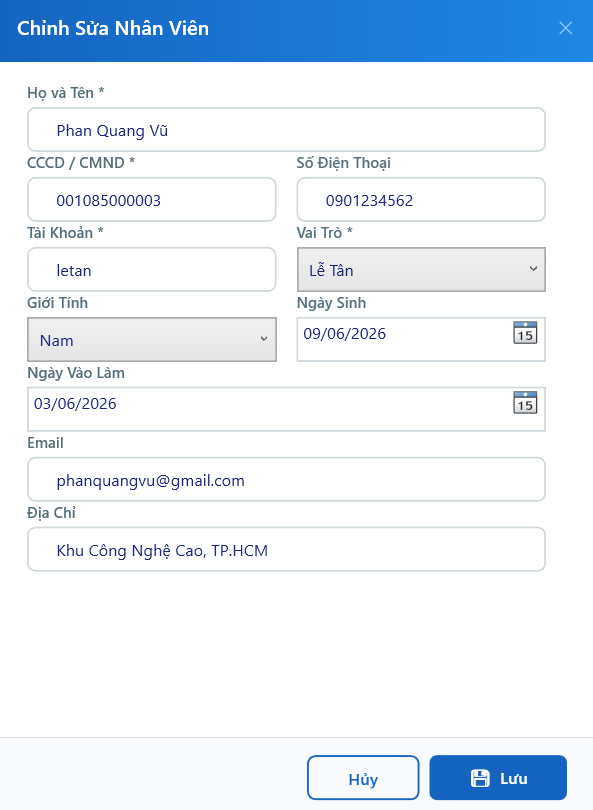 Chỉnh Sửa Nhân Viên
Họ và Tên *
Phan Quang Vũ
CCCD / CMND * Số Điện Thoại
001085000003 0901234562
Tài Khoản * Vai Trò *
letan Lễ Tân
Giới Tính Ngày Sinh
Nam 09/06/2026 15
Ngày Vào Làm
03/06/2026 15
Email
phanquangvu@gmail.com
Địa Chỉ
Khu Công Nghệ Cao, TP.HCM
Hủy Lưu